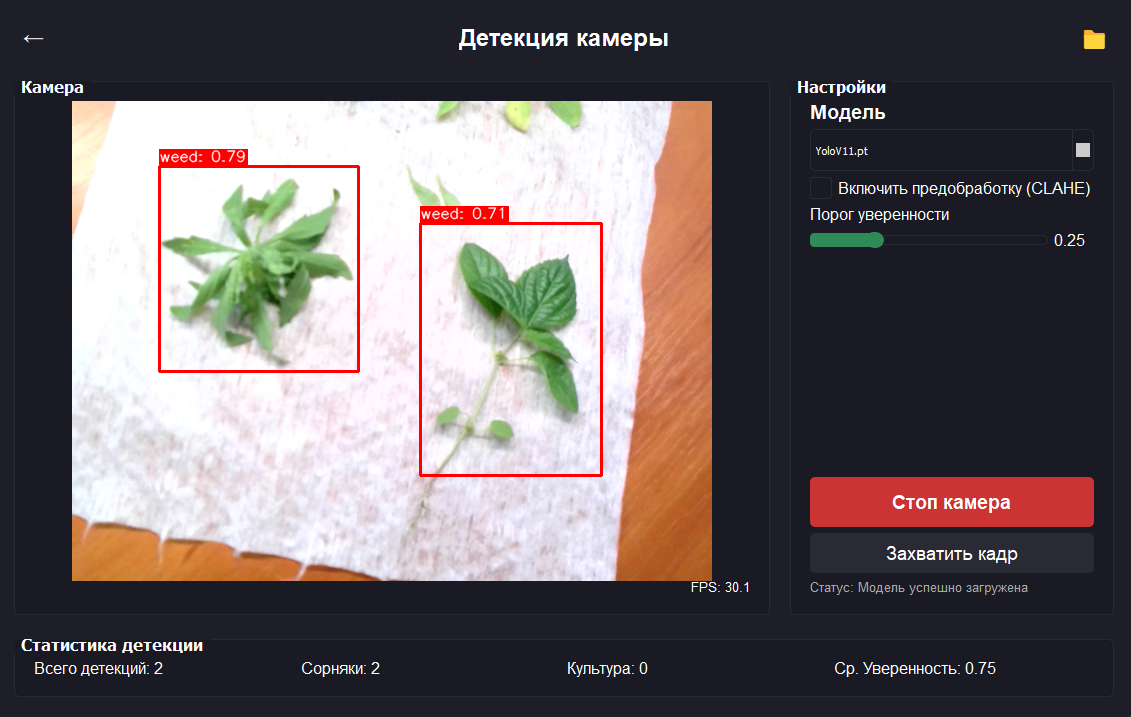 ←
Детекция камеры
Камера
weed: 0.79
weed: 0.71
FPS: 30.1
Настройки
Модель
YoloV11.pt
Включить предобработку (CLAHE)
Порог уверенности
0.25
Стоп камера
Захватить кадр
Статус: Модель успешно загружена
Статистика детекции
Всего детекций: 2
Сорняки: 2
Культура: 0
Ср. Уверенность: 0.75